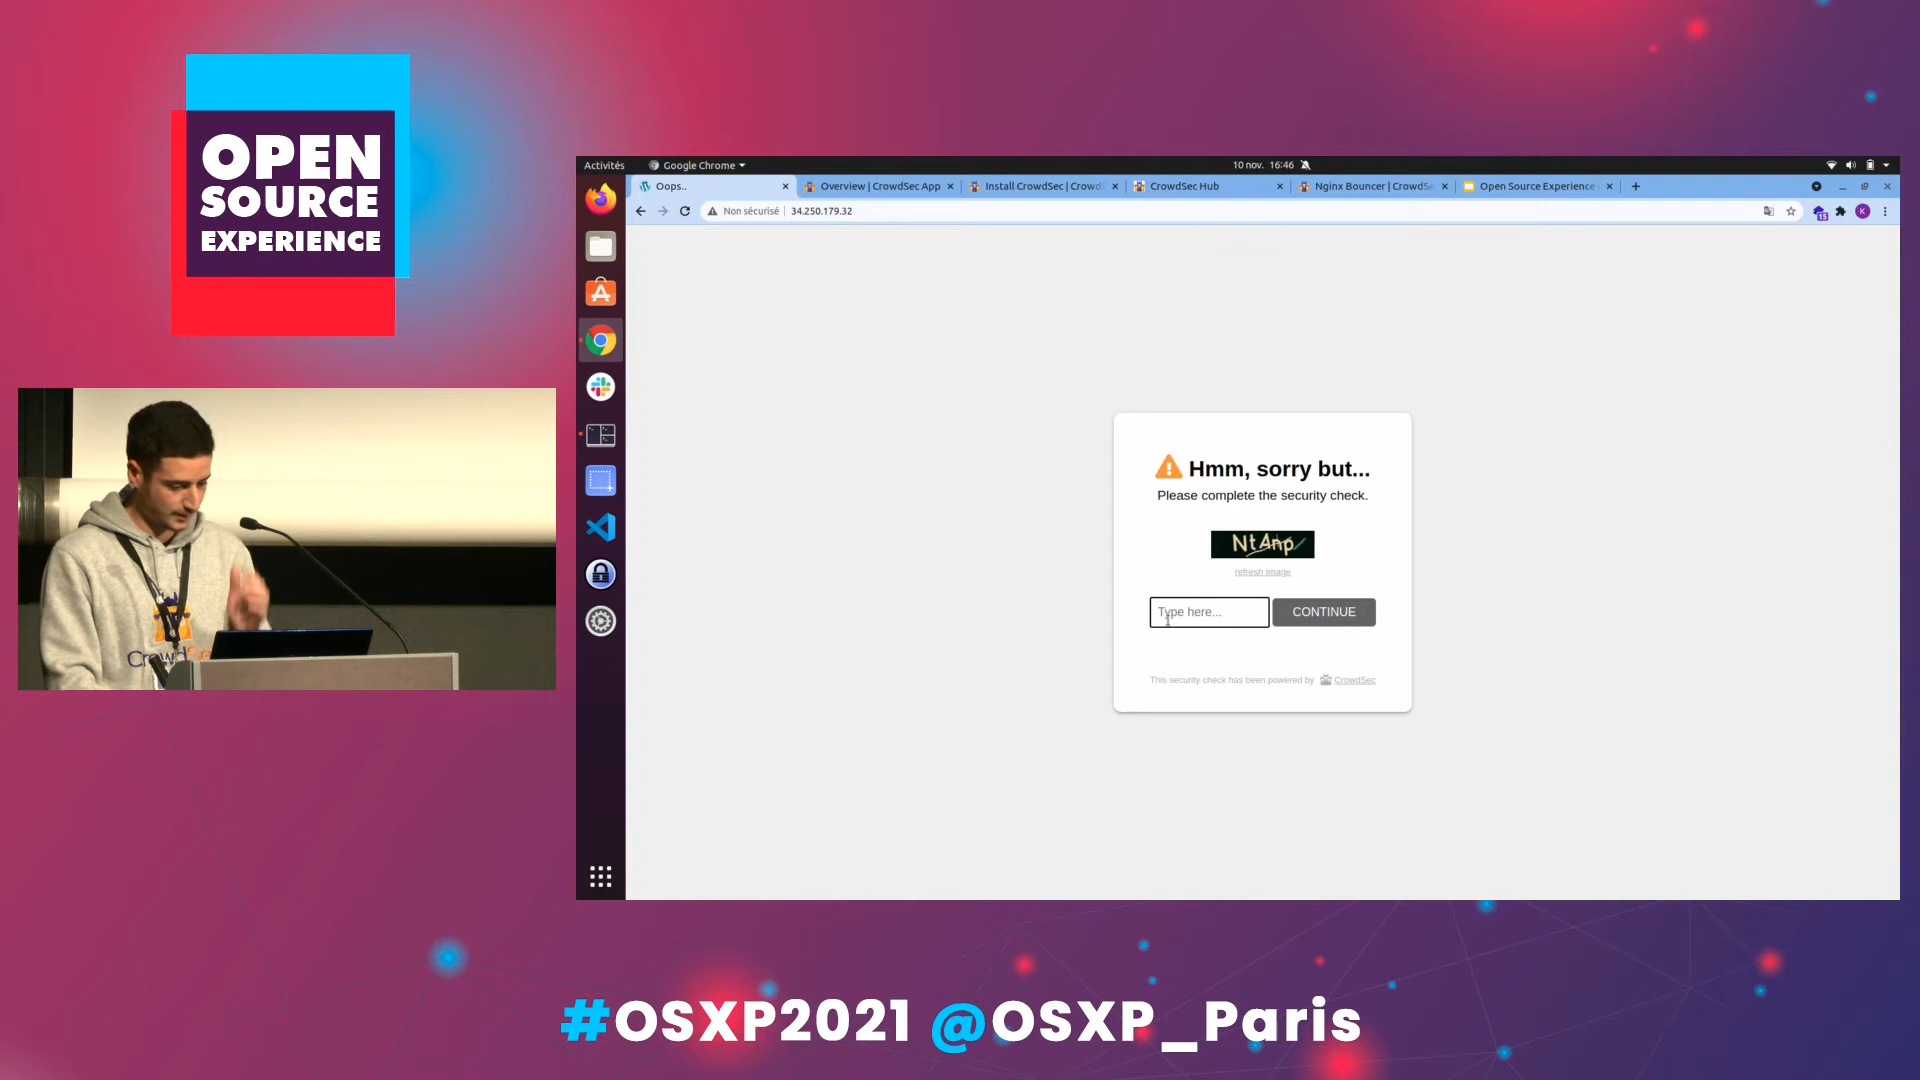 OPEN
SOURCE
EXPERIENCE
Activités
Google Chrome
10 nov. 16:46
Oops..
Overview | CrowdSec App
Install CrowdSec | Crowd
CrowdSec Hub
Nginx Bouncer | CrowdSe
Open Source Experience
Non sécurisé
34.250.179.32
15
K
Hmm, sorry but...
Please complete the security check.
NtAnp
refresh image
Type here...
CONTINUE
This security check has been powered by CrowdSec
CrowdSec
#OSXP2021 @OSXP_Paris